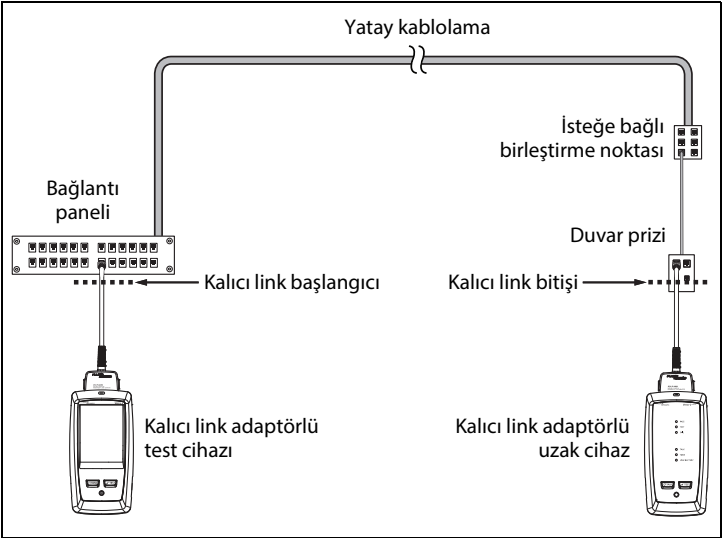 Yatay kablolama
İsteğe bağlı
birleştirme noktası
Bağlantı
paneli
Duvar prizi
Kalıcı link başlangıcı
Kalıcı link bitişi
Kalıcı link adaptörlü
test cihazı
Kalıcı link adaptörlü
uzak cihaz